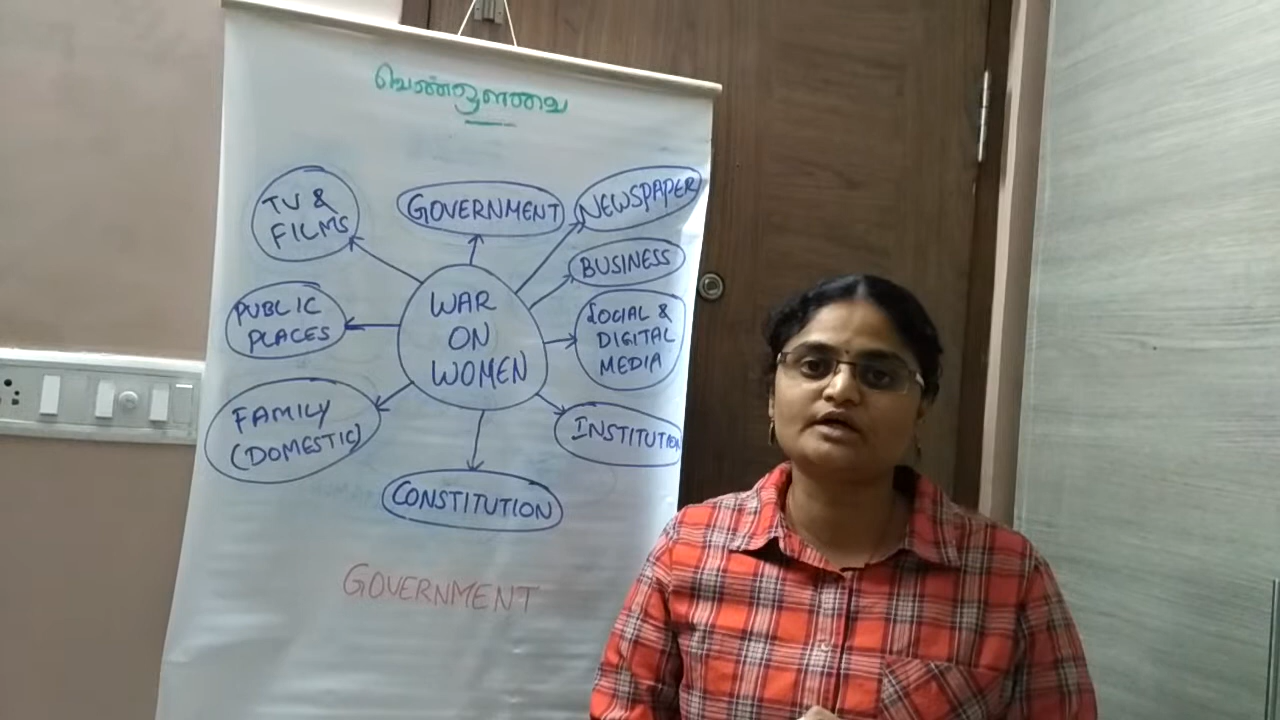 TV &
FILMS
GOVERNMENT
NEWSPAPER
BUSINESS
PUBLIC
PLACES
WAR
ON
WOMEN
SOCIAL &
DIGITAL
MEDIA
FAMILY
(DOMESTIC)
INSTITUTION
CONSTITUTION
GOVERNMENT